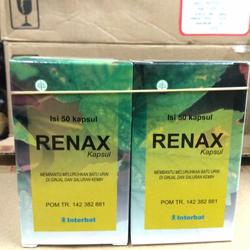 Isi 50 kapsul
RENAX
Kapsul
MEMBANTU MELURUHKAN BATU URIN
DI GINJAL DAN SALURAN KEMIH
POM TR. 142 382 881
Interbat
Isi 50 kapsul
RENAX
Kapsul
MEMBANTU MELURUHKAN BATU URIN
DI GINJAL DAN SALURAN KEMIH
POM TR. 142 382 881
Interbat